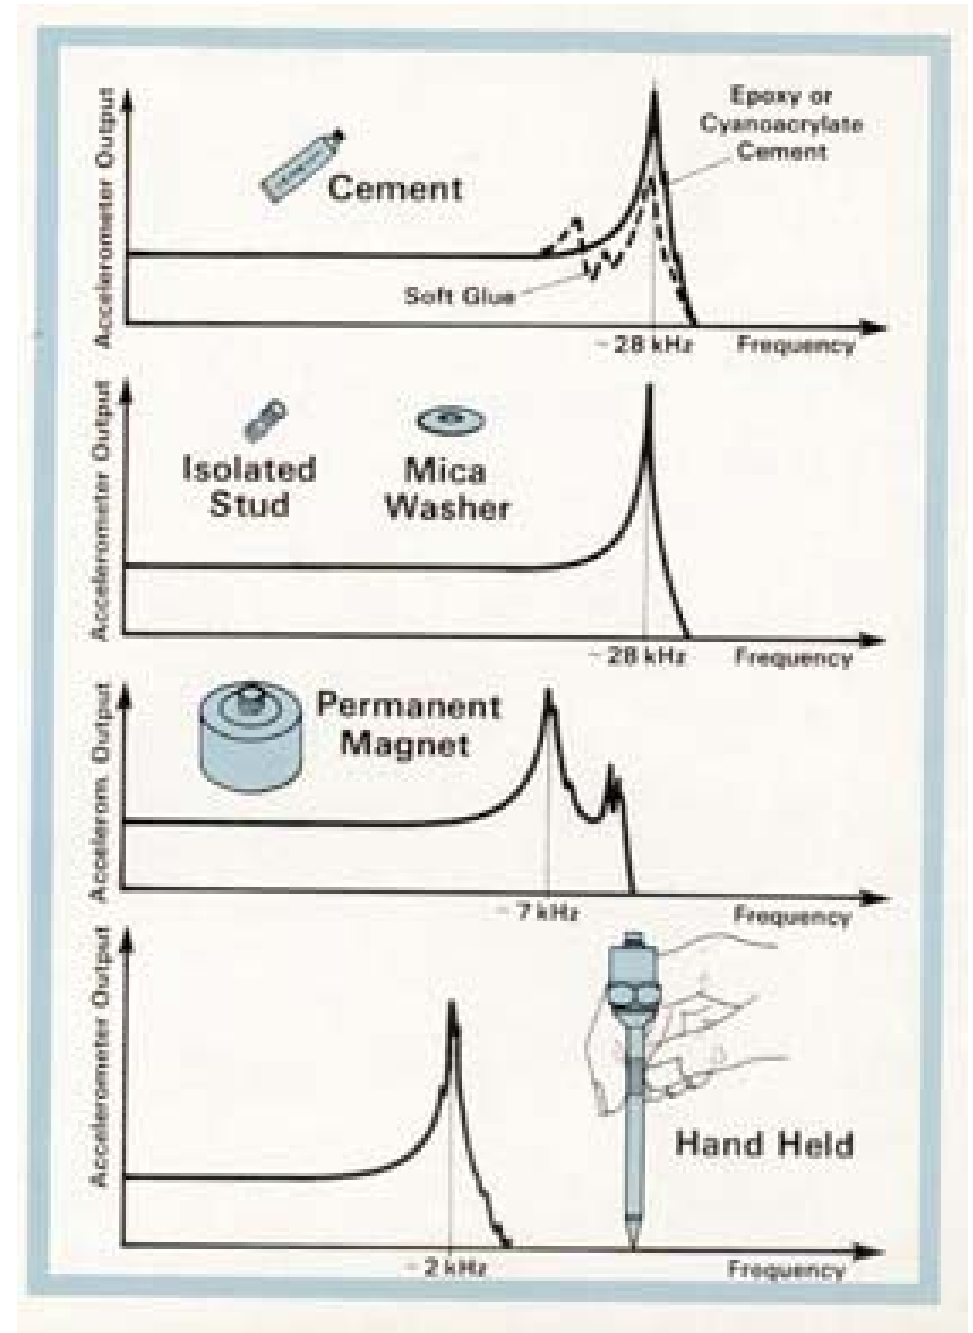 Accelerometer Output
Cement
Epoxy or
Cyanoacrylate
Cement
Soft Glue
~ 28 kHz
Frequency
Accelerometer Output
Isolated
Stud
Mica
Washer
~ 28 kHz
Frequency
Accelerom. Output
Permanent
Magnet
~ 7 kHz
Frequency
Accelerometer Output
Hand Held
~ 2 kHz
Frequency